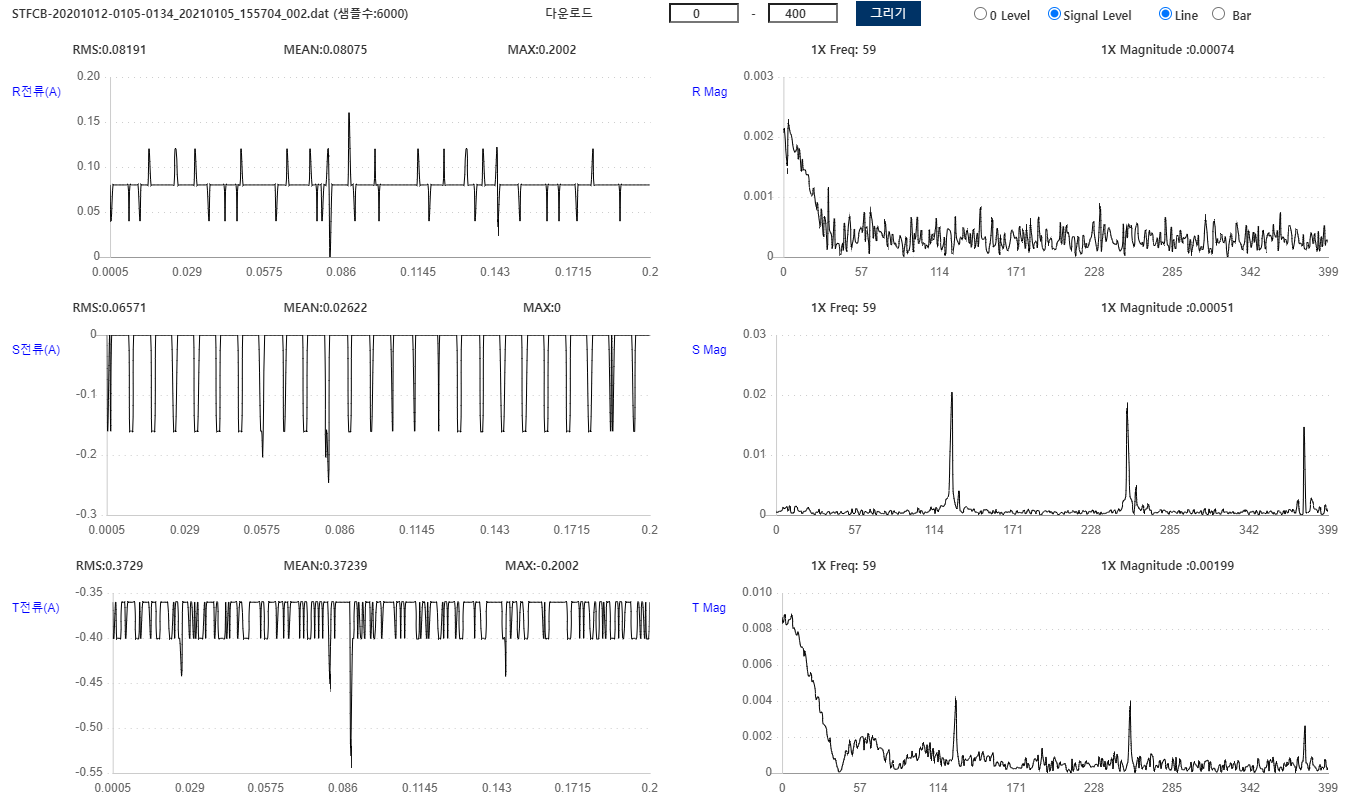 STFCB-20201012-0105-0134_20210105_155704_002.dat (샘플수:6000) 다운로드 0 - 400 그리기 0 Level Signal Level Line Bar
RMS:0.08191 MEAN:0.08075 MAX:0.2002 1X Freq: 59 1X Magnitude :0.00074
R전류(A)
0.20
0.15
0.10
0.05
0
0.0005 0.029 0.0575 0.086 0.1145 0.143 0.1715 0.2
R Mag
0.003
0.002
0.001
0
0 57 114 171 228 285 342 399
RMS:0.06571 MEAN:0.02622 MAX:0 1X Freq: 59 1X Magnitude :0.00051
S전류(A)
0
-0.1
-0.2
-0.3
0.0005 0.029 0.0575 0.086 0.1145 0.143 0.1715 0.2
S Mag
0.03
0.02
0.01
0
0 57 114 171 228 285 342 399
RMS:0.3729 MEAN:0.37239 MAX:-0.2002 1X Freq: 59 1X Magnitude :0.00199
T전류(A)
-0.35
-0.40
-0.45
-0.50
-0.55
0.0005 0.029 0.0575 0.086 0.1145 0.143 0.1715 0.2
T Mag
0.010
0.008
0.006
0.004
0.002
0
0 57 114 171 228 285 342 399